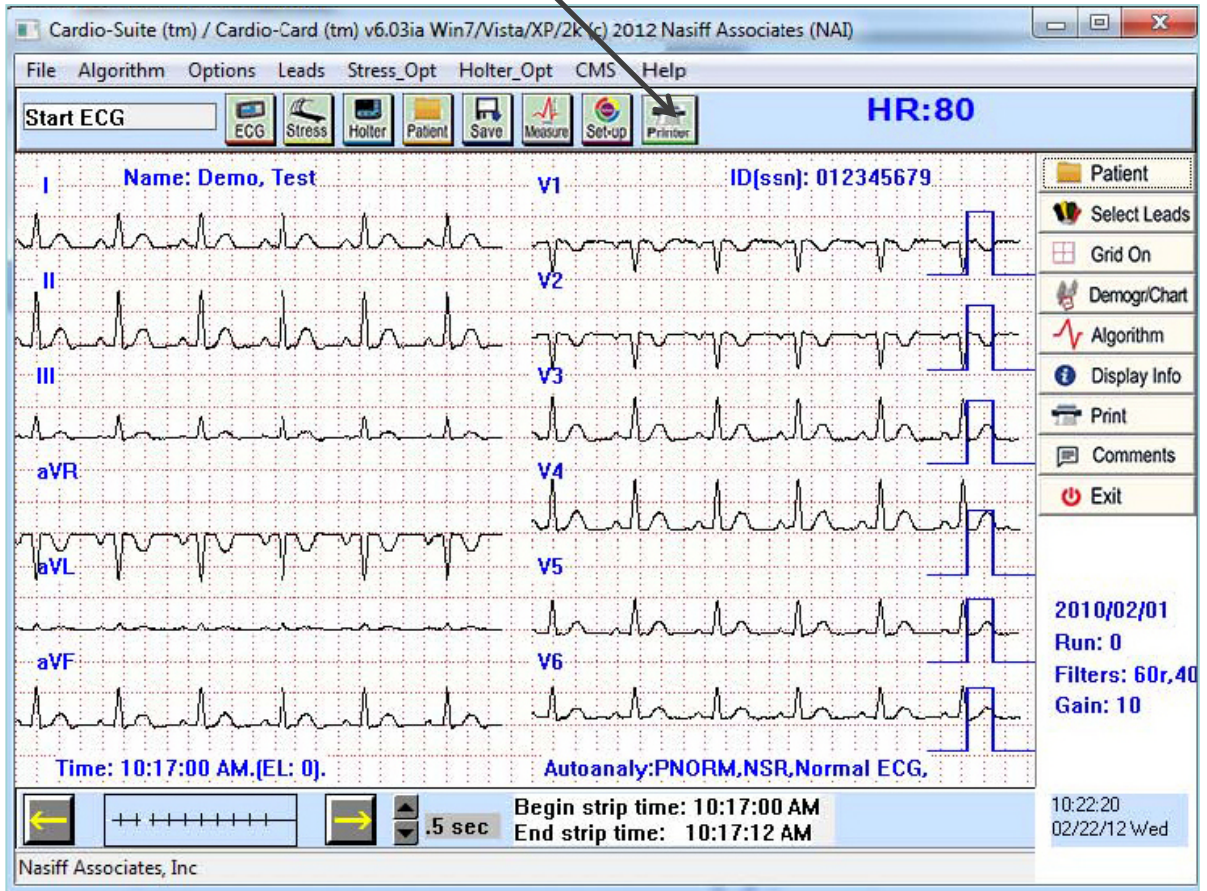 Cardio-Suite (tm) / Cardio-Card (tm) v6.03ia Win7/Vista/XP/2k (c) 2012 Nasiff Associates (NAI)
File Algorithm Options Leads Stress_Opt Holter_Opt CMS Help
Start ECG
ECG Stress Holter Patient Save Measure Set-up Printer
HR:80
Name: Demo, Test
ID(ssn): 012345679
I
V1
II
V2
III
V3
aVR
V4
aVL
V5
aVF
V6
Time: 10:17:00 AM.(EL: 0).
Autoanaly:PNORM,NSR,Normal ECG,
Patient
Select Leads
Grid On
Demogr/Chart
Algorithm
Display Info
Print
Comments
Exit
2010/02/01
Run: 0
Filters: 60r,40
Gain: 10
.5 sec
Begin strip time: 10:17:00 AM
End strip time: 10:17:12 AM
10:22:20
02/22/12 Wed
Nasiff Associates, Inc